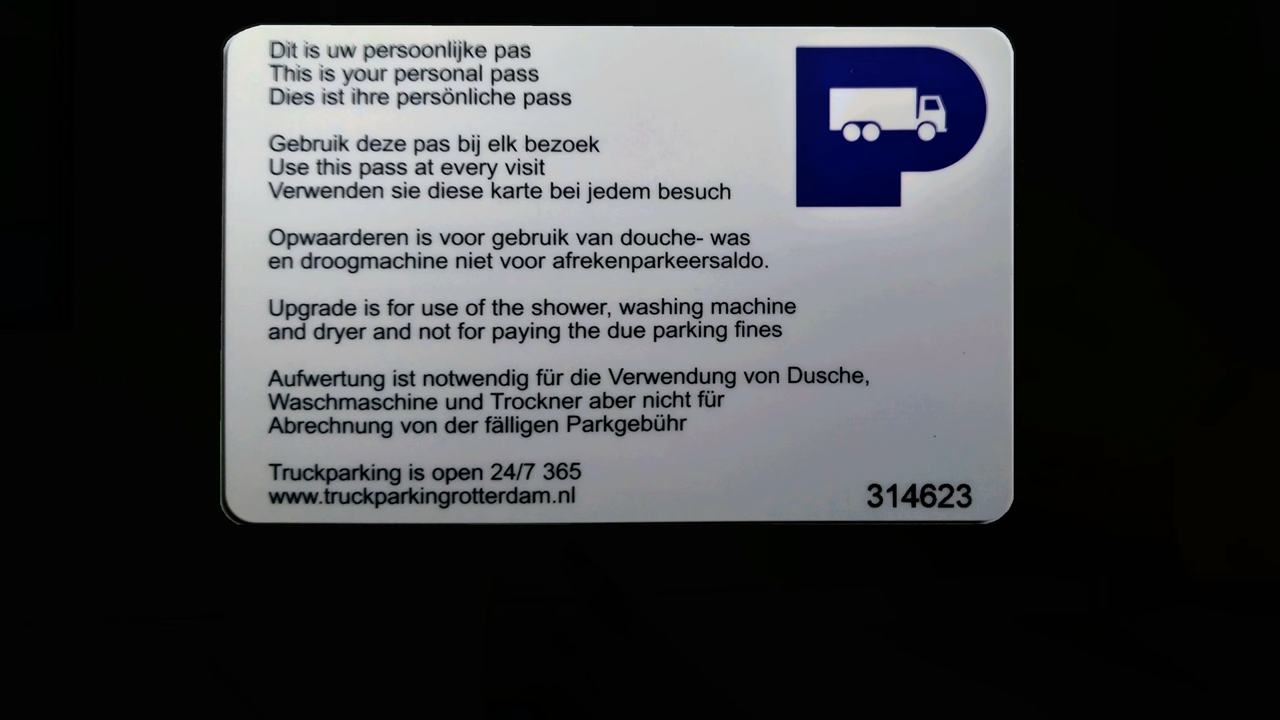 Dit is uw persoonlijke pas
This is your personal pass
Dies ist ihre persönliche pass
Gebruik deze pas bij elk bezoek
Use this pass at every visit
Verwenden sie diese karte bei jedem besuch
Opwaarderen is voor gebruik van douche- was
en droogmachine niet voor afrekenparkeersaldo.
Upgrade is for use of the shower, washing machine
and dryer and not for paying the due parking fines
Aufwertung ist notwendig für die Verwendung von Dusche,
Waschmaschine und Trockner aber nicht für
Abrechnung von der fälligen Parkgebühr
Truckparking is open 24/7 365
www.truckparkingrotterdam.nl
314623